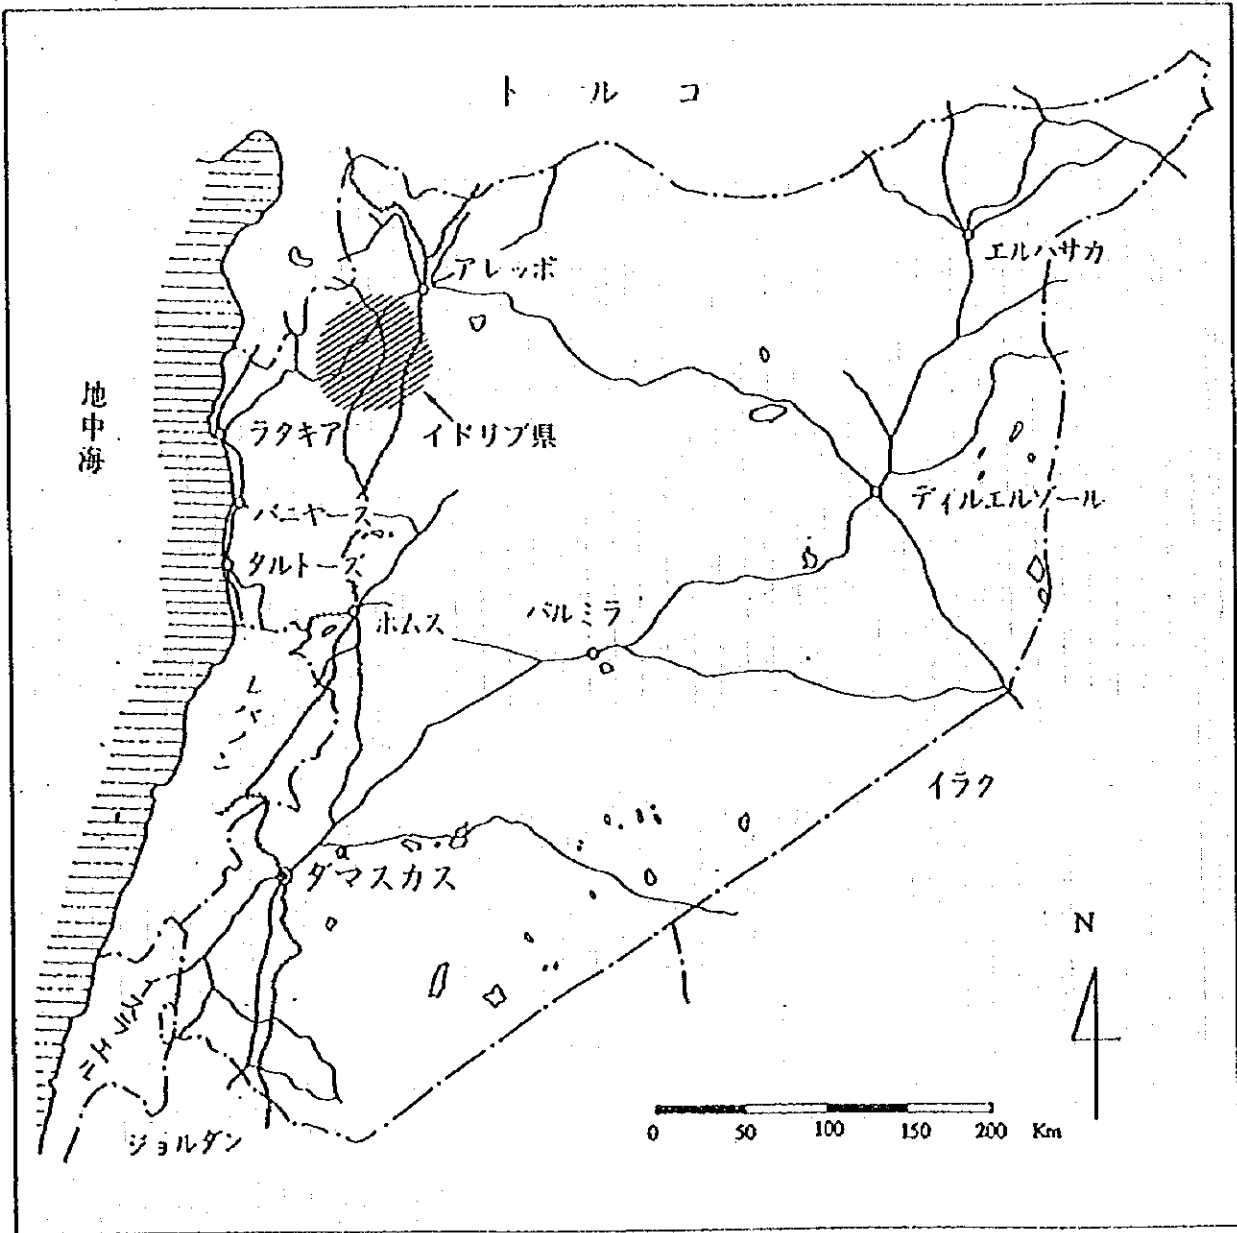 トルコ
エルハサカ
アレッポ
地中海
ラタキア
イドリブ県
ディルエルゾール
バニヤース
タルトース
ホムス
パルミラ
レバノン
イラク
ダマスカス
N
イスラエル
ジョルダン
0 50 100 150 200 Km